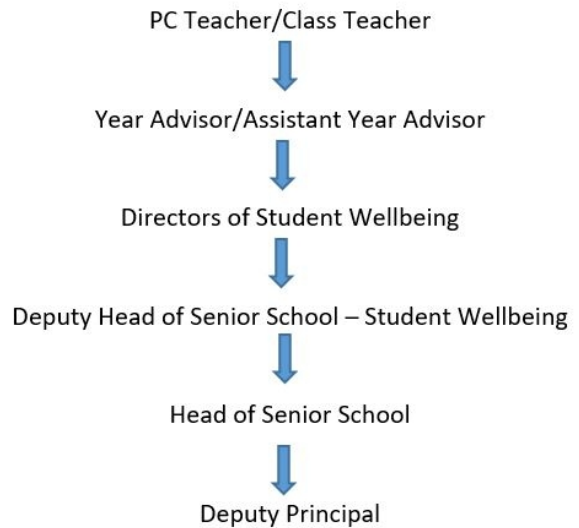 PC Teacher/Class Teacher
Year Advisor/Assistant Year Advisor
Directors of Student Wellbeing
Deputy Head of Senior School – Student Wellbeing
Head of Senior School
Deputy Principal